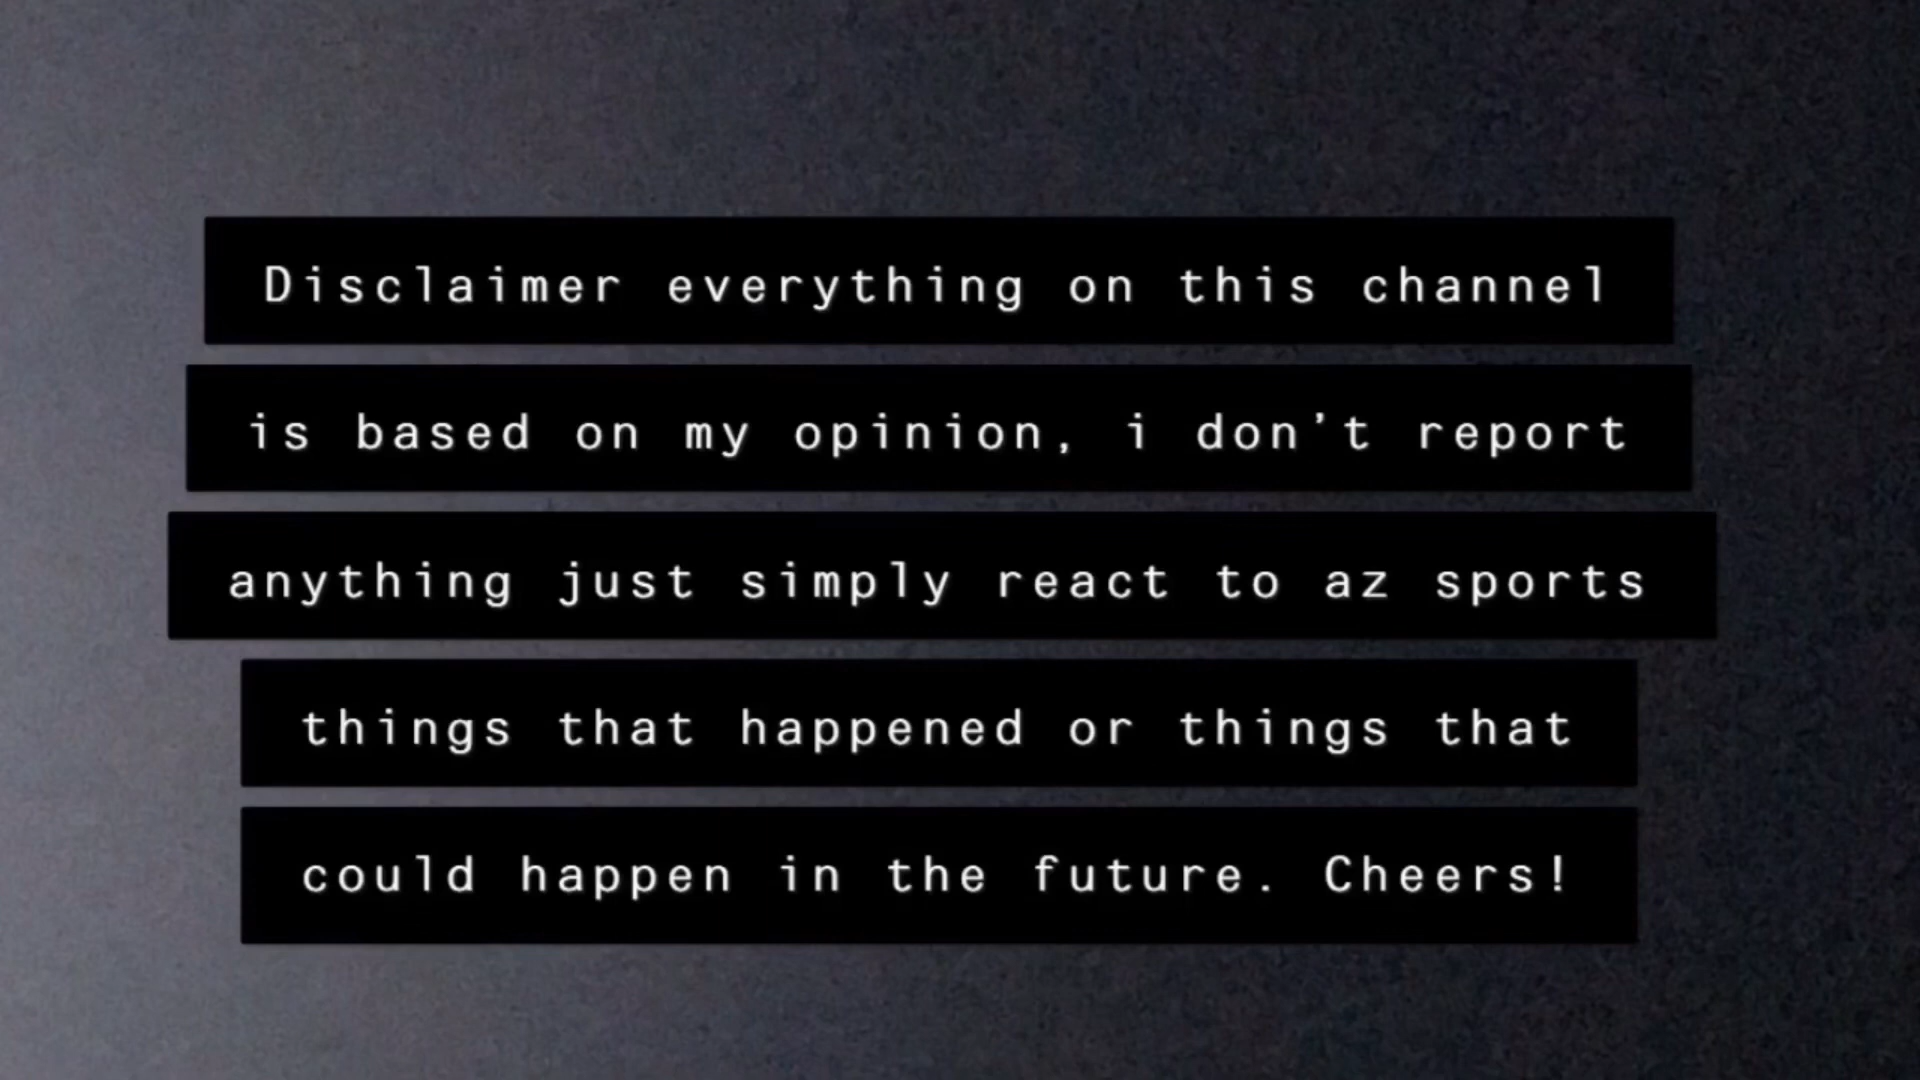 Disclaimer everything on this channel
is based on my opinion, i don't report
anything just simply react to az sports
things that happened or things that
could happen in the future. Cheers!